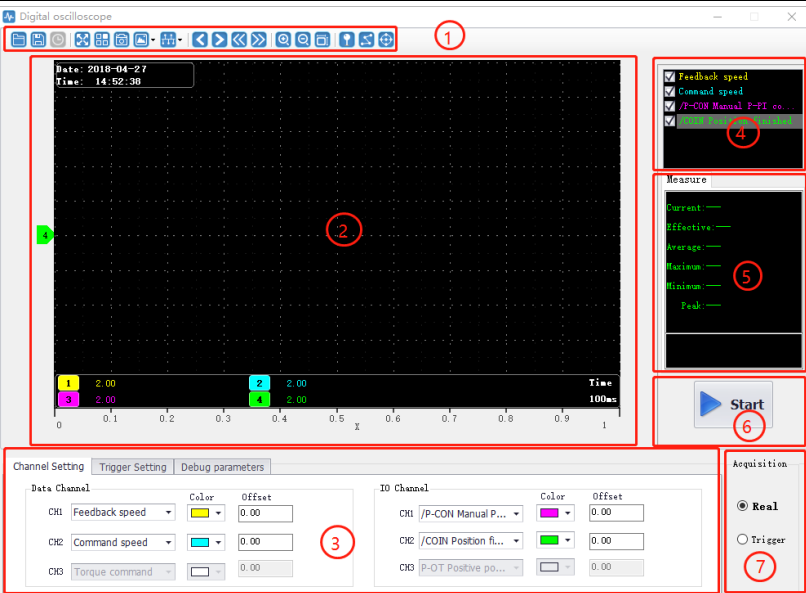 Digital oscilloscope
1
Date: 2018-04-27
Time: 14:52:38
2
4
1 2.00 2 2.00 Time
3 2.00 4 2.00 100ms
0 0.1 0.2 0.3 0.4 0.5 0.6 0.7 0.8 0.9 1
X
Feedback speed
Command speed
/P-CON Manual P-PI co...
/COIN Position finished
4
Measure
Current:——
Effective:——
Average:——
Maximum:——
Minimum:——
Peak:——
5
Start
6
Channel Setting Trigger Setting Debug parameters
Data Channel
Color Offset
CH1 Feedback speed 0.00
CH2 Command speed 0.00
CH3 Torque command 0.00
3
IO Channel
Color Offset
CH1 /P-CON Manual P... 0.00
CH2 /COIN Position fi... 0.00
CH3 P-OT Positive po... 0.00
Acquisition
Real
Trigger
7